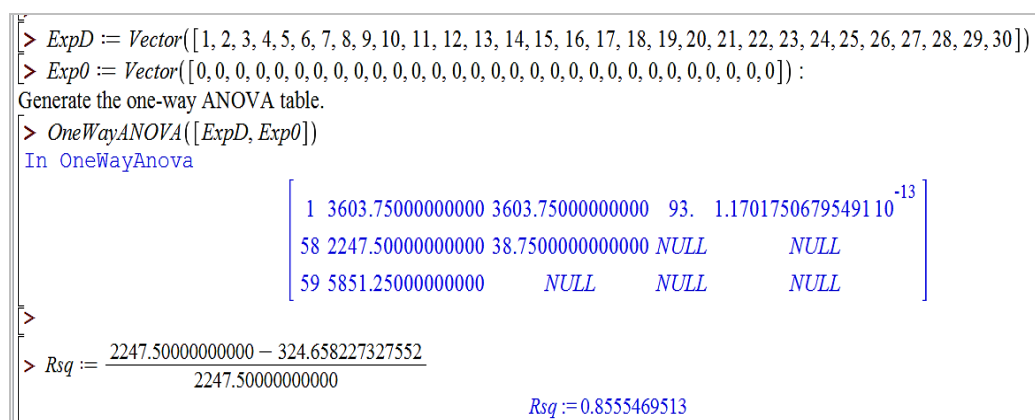 > ExpD := Vector([1, 2, 3, 4, 5, 6, 7, 8, 9, 10, 11, 12, 13, 14, 15, 16, 17, 18, 19, 20, 21, 22, 23, 24, 25, 26, 27, 28, 29, 30])
> Exp0 := Vector([0, 0, 0, 0, 0, 0, 0, 0, 0, 0, 0, 0, 0, 0, 0, 0, 0, 0, 0, 0, 0, 0, 0, 0, 0, 0, 0, 0, 0, 0]) :
Generate the one-way ANOVA table.
> OneWayANOVA([ExpD, Exp0])
In OneWayAnova
1 3603.75000000000 3603.75000000000 93. 1.17017506795491 10^-13
58 2247.50000000000 38.7500000000000 NULL NULL
59 5851.25000000000 NULL NULL NULL
>
> Rsq := (2247.50000000000 − 324.658227327552) / 2247.50000000000
Rsq := 0.8555469513